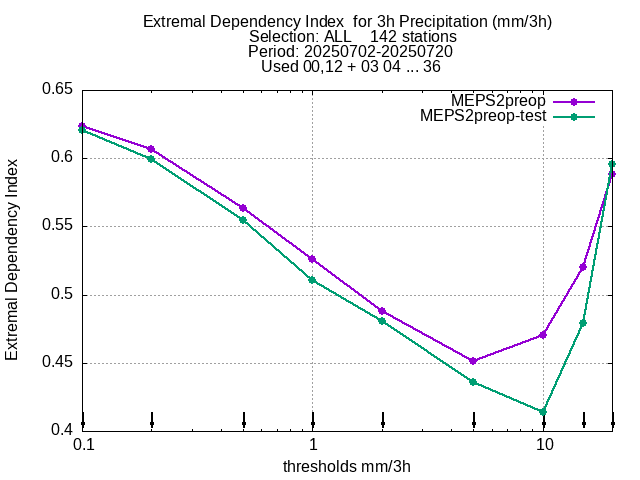 Extremal Dependency Index  for 3h Precipitation (mm/3h)
Selection: ALL    142 stations
Period: 20250702-20250720
Used 00,12 + 03 04 ... 36
MEPS2preop
MEPS2preop-test
Extremal Dependency Index
0.65
0.6
0.55
0.5
0.45
0.4
0.1
1
10
thresholds mm/3h